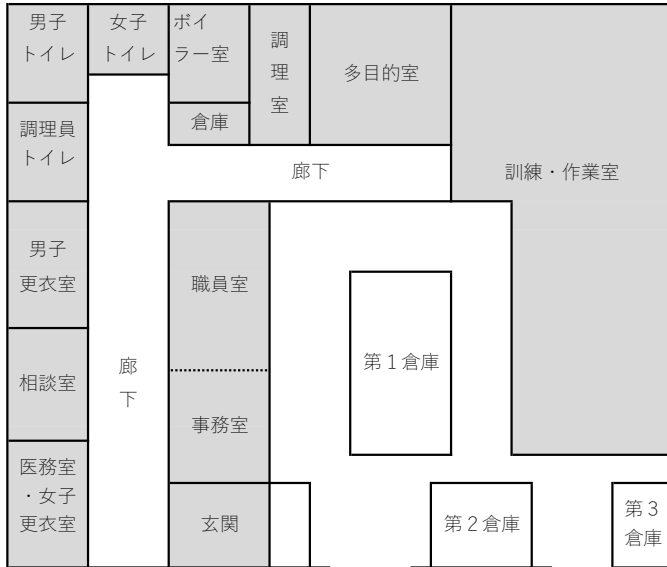 男子
トイレ
女子
トイレ
ボイ
ラー室
調
理
室
多目的室
倉庫
調理員
トイレ
廊下
訓練・作業室
男子
更衣室
職員室
第１倉庫
廊
下
相談室
事務室
医務室
・女子
更衣室
玄関
第２倉庫
第３
倉庫